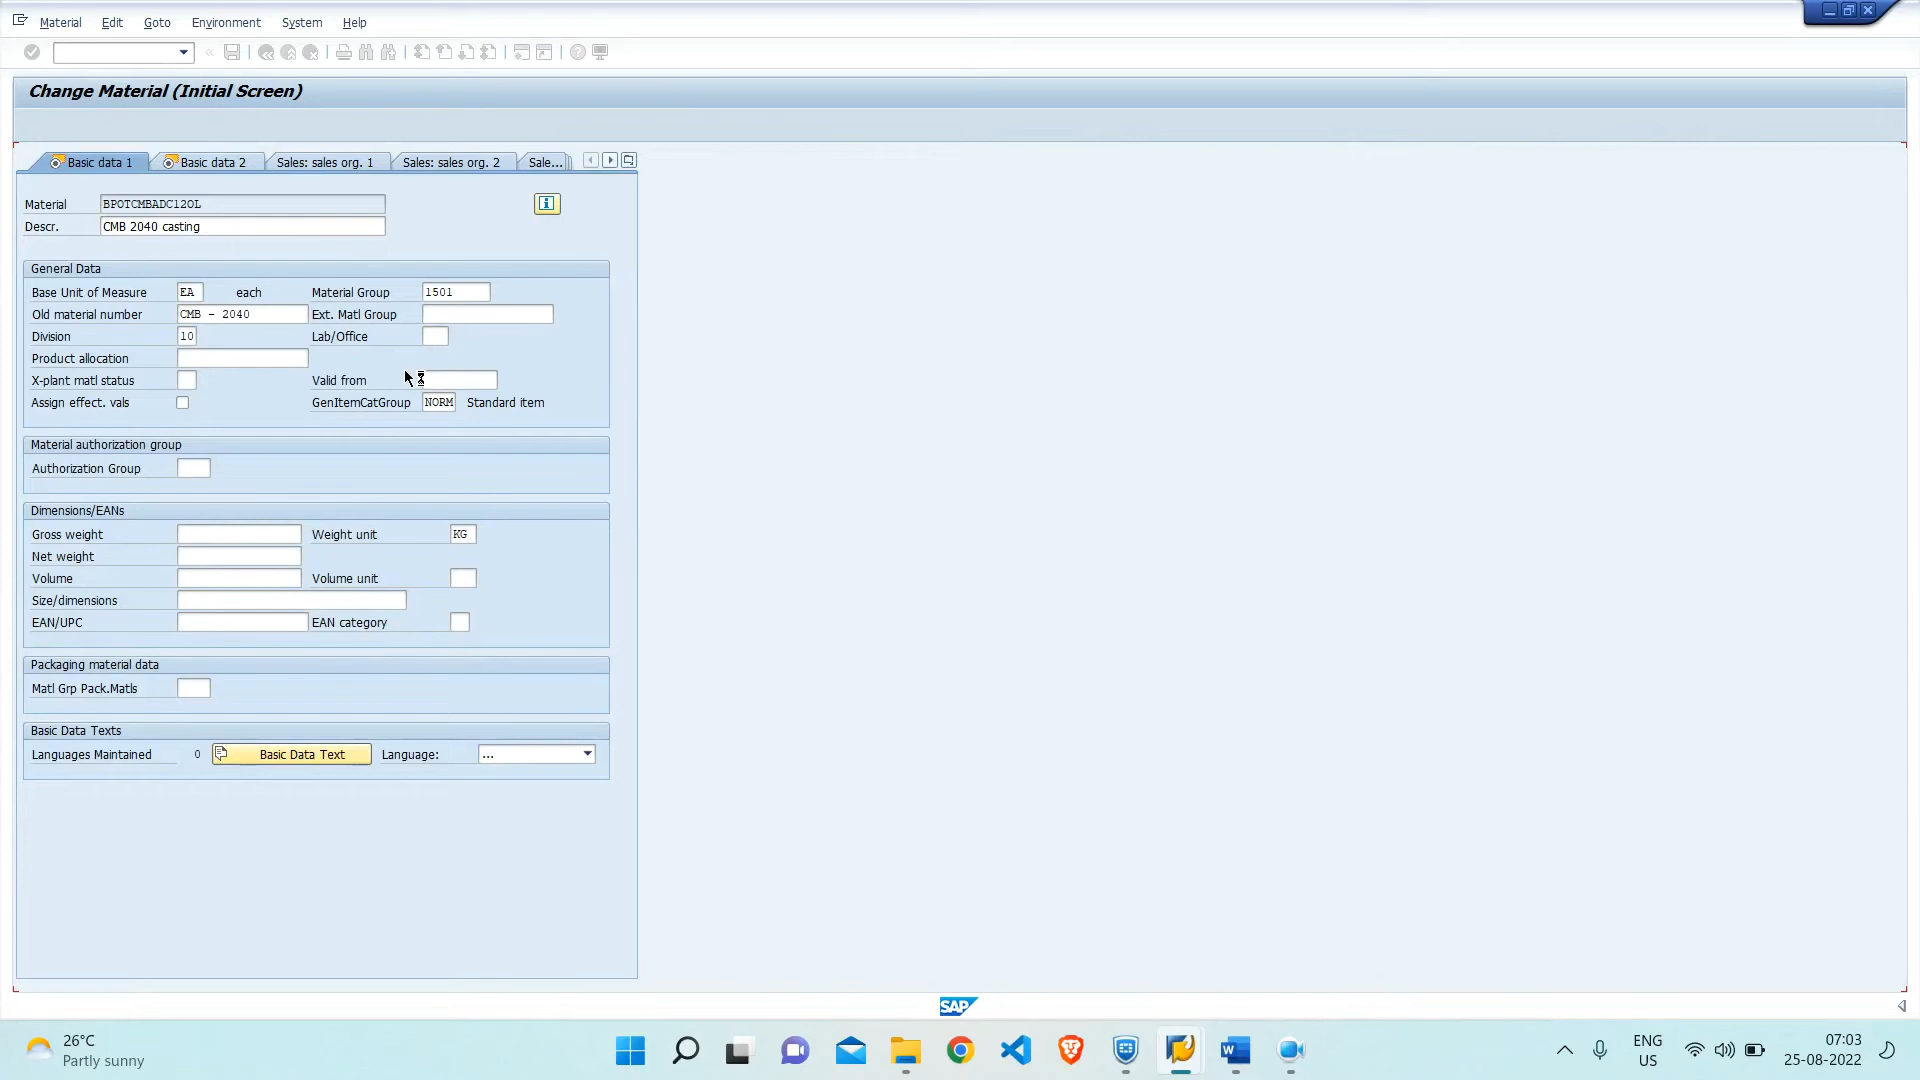 Material Edit Goto Environment System Help
Change Material (Initial Screen)
Basic data 1 Basic data 2 Sales: sales org. 1 Sales: sales org. 2 Sale...
Material BPOTCMBADC12OL
Descr. CMB 2040 casting
General Data
Base Unit of Measure EA each Material Group 1501
Old material number CMB - 2040 Ext. Matl Group
Division 10 Lab/Office
Product allocation
X-plant matl status Valid from
Assign effect. vals GenItemCatGroup NORM Standard item
Material authorization group
Authorization Group
Dimensions/EANs
Gross weight Weight unit KG
Net weight
Volume Volume unit
Size/dimensions
EAN/UPC EAN category
Packaging material data
Matl Grp Pack.Matls
Basic Data Texts
Languages Maintained 0 Basic Data Text Language: ...
SAP
26°C
Partly sunny
ENG
US
07:03
25-08-2022